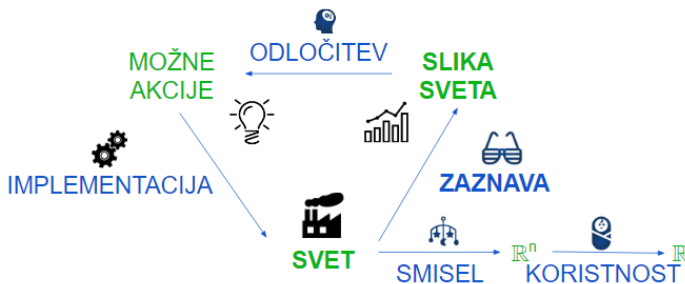 ODLOČITEV
MOŽNE
AKCIJE
SLIKA
SVETA
IMPLEMENTACIJA
ZAZNAVA
SVET
SMISEL
ℝⁿ
KORISTNOST
ℝ